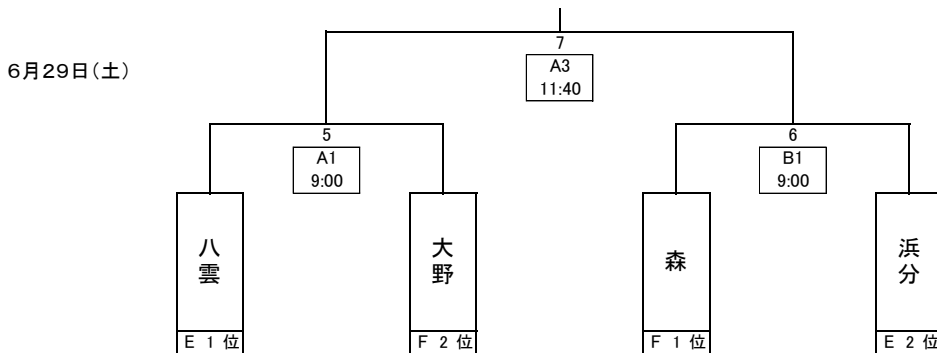 7
A3
11:40
6月29日(土)
5
6
A1
9:00
B1
9:00
八雲
大野
森
浜分
E 1 位
F 2 位
F 1 位
E 2 位